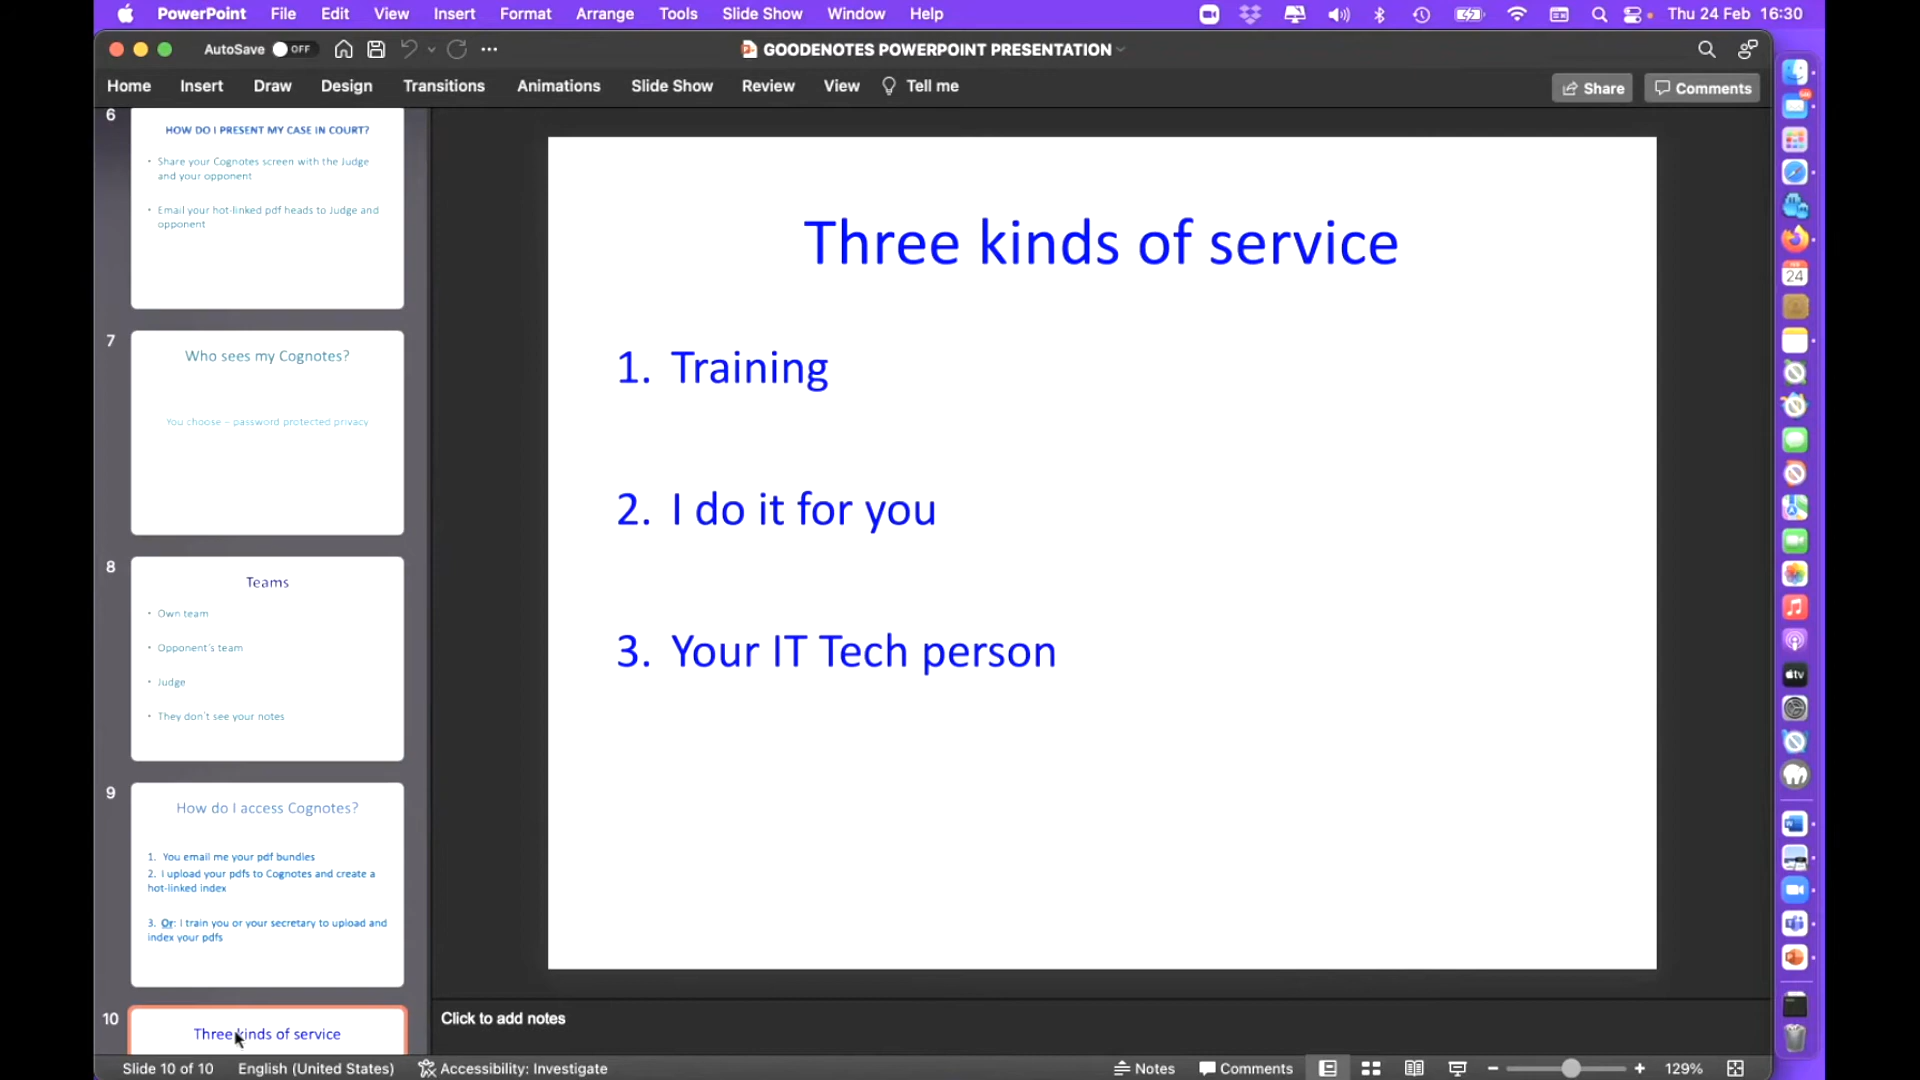 PowerPoint File Edit View Insert Format Arrange Tools Slide Show Window Help Thu 24 Feb 16:30
AutoSave OFF GOODENOTES POWERPOINT PRESENTATION
Home Insert Draw Design Transitions Animations Slide Show Review View Tell me Share Comments
6
HOW DO I PRESENT MY CASE IN COURT?
• Share your Cognotes screen with the Judge
and your opponent
• Email your hot-linked pdf heads to Judge and
opponent
7
Who sees my Cognotes?
You choose – password protected privacy
8
Teams
• Own team
• Opponent's team
• Judge
• They don't see your notes
9
How do I access Cognotes?
1. You email me your pdf bundles
2. I upload your pdfs to Cognotes and create a
hot-linked index
3. Or: I train you or your secretary to upload and
index your pdfs
10
Three kinds of service
Three kinds of service
1. Training
2. I do it for you
3. Your IT Tech person
Click to add notes
24
tv
Slide 10 of 10 English (United States) Accessibility: Investigate Notes Comments 129%